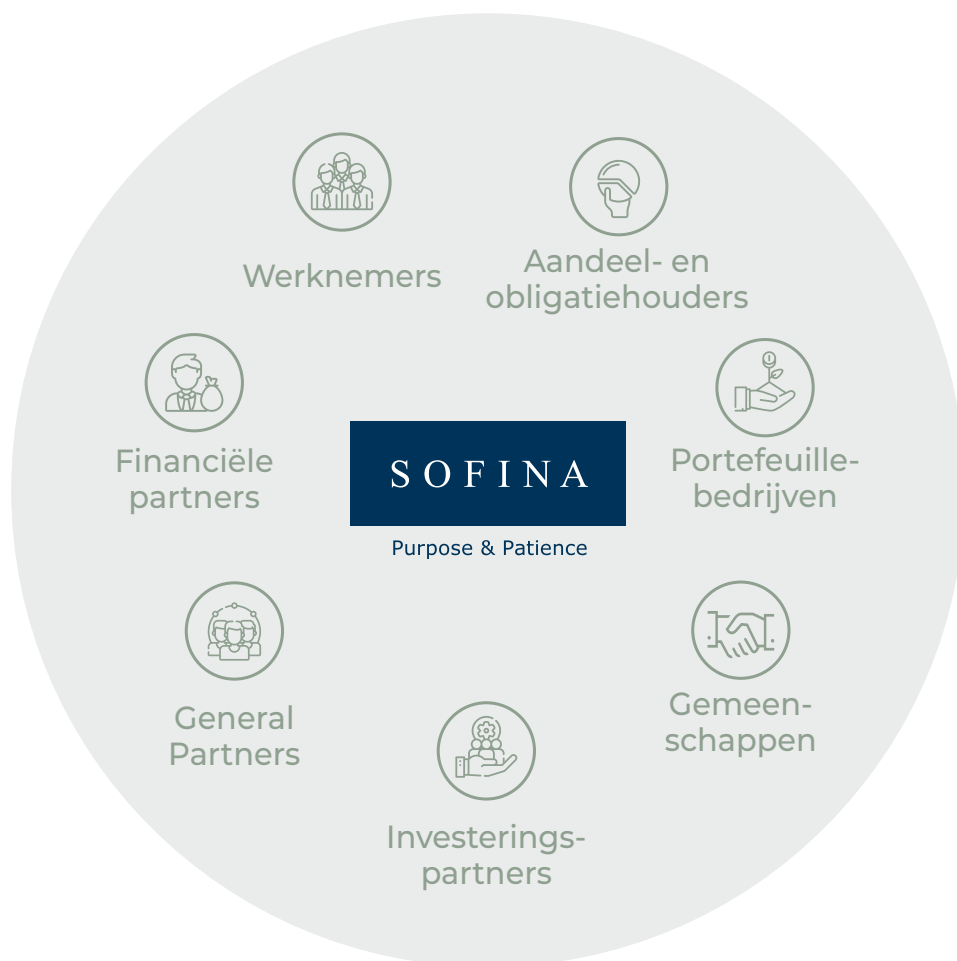 Werknemers
Aandeel- en
obligatiehouders
Financiële
partners
SOFINA
Purpose & Patience
Portefeuille-
bedrijven
General
Partners
Gemeen-
schappen
Investerings-
partners